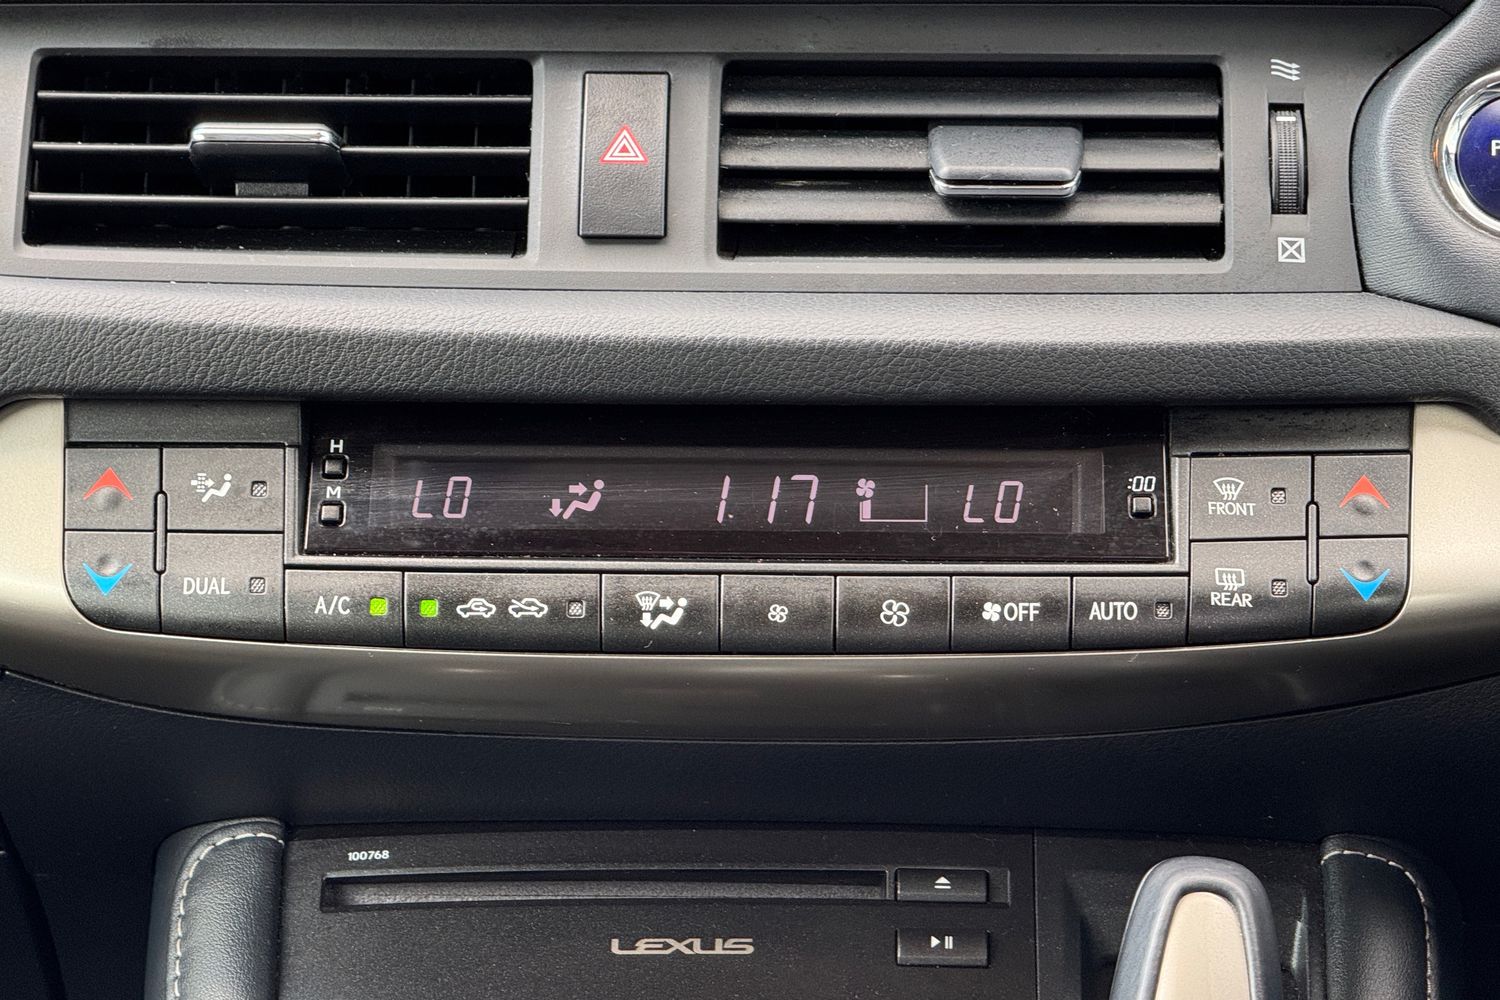 P
H
M
LO
1 17
LO
:00
FRONT
DUAL
A/C
OFF
AUTO
REAR
100768
LEXUS